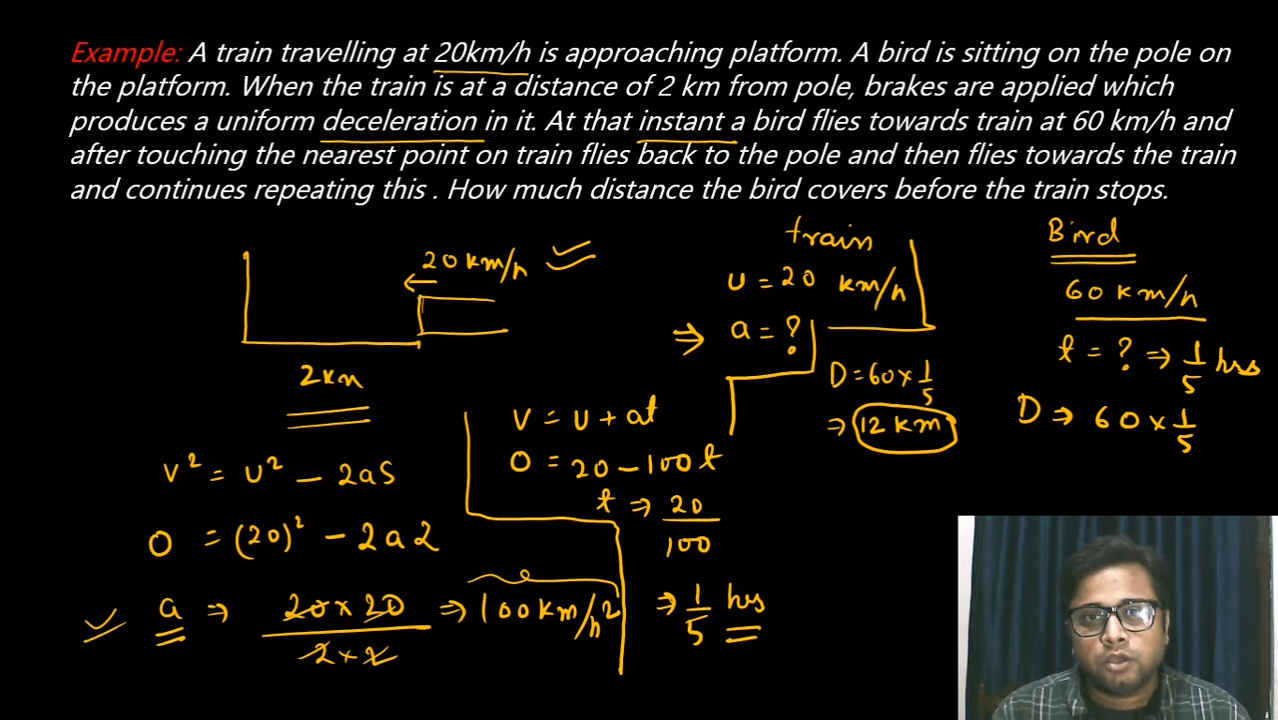 Example: A train travelling at 20km/h is approaching platform. A bird is sitting on the pole on
the platform. When the train is at a distance of 2 km from pole, brakes are applied which
produces a uniform deceleration in it. At that instant a bird flies towards train at 60 km/h and
after touching the nearest point on train flies back to the pole and then flies towards the train
and continues repeating this . How much distance the bird covers before the train stops.
20 km/h
2km
V² = U² - 2aS
0 = (20)² - 2a2
a ⇒ 20×20/2×2 ⇒ 100km/h²
V = U + at
0 = 20 - 100t
t ⇒ 20/100
⇒ 1/5 hrs
train
U = 20 km/h
⇒ a = ?
D = 60×1/5
⇒ 12 km
Bird
60 km/h
t = ? ⇒ 1/5 hrs
D ⇒ 60×1/5